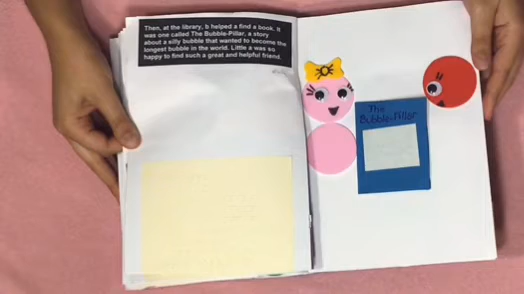 Then, at the library, b helped a find a book. It
was one called The Bubble-Pillar, a story
about a silly bubble that wanted to become the
longest bubble in the world. Little a was so
happy to find such a great and helpful friend.
The
Bubble-Pillar